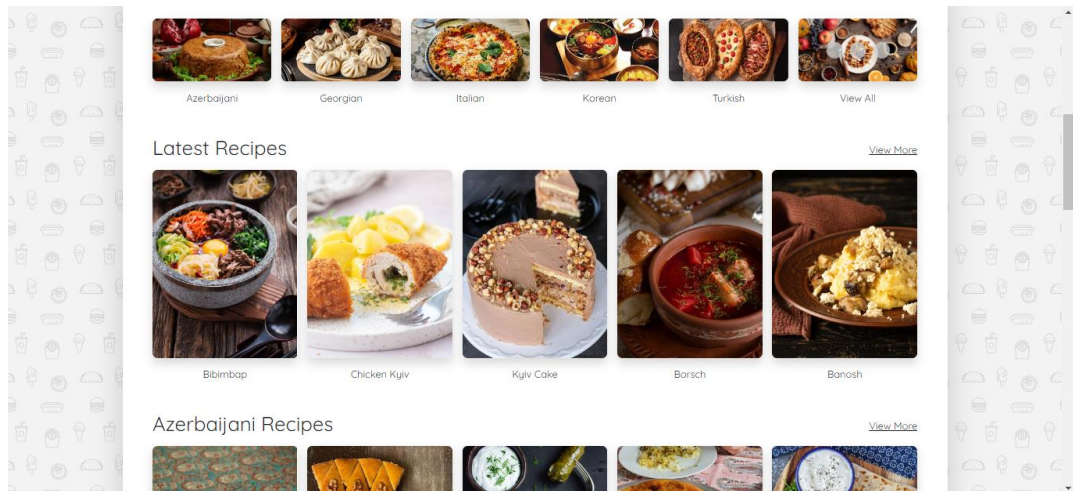 Azerbaijani
Georgian
Italian
Korean
Turkish
View All
Latest Recipes
View More
Bibimbap
Chicken Kyiv
Kyiv Cake
Borsch
Banosh
Azerbaijani Recipes
View More